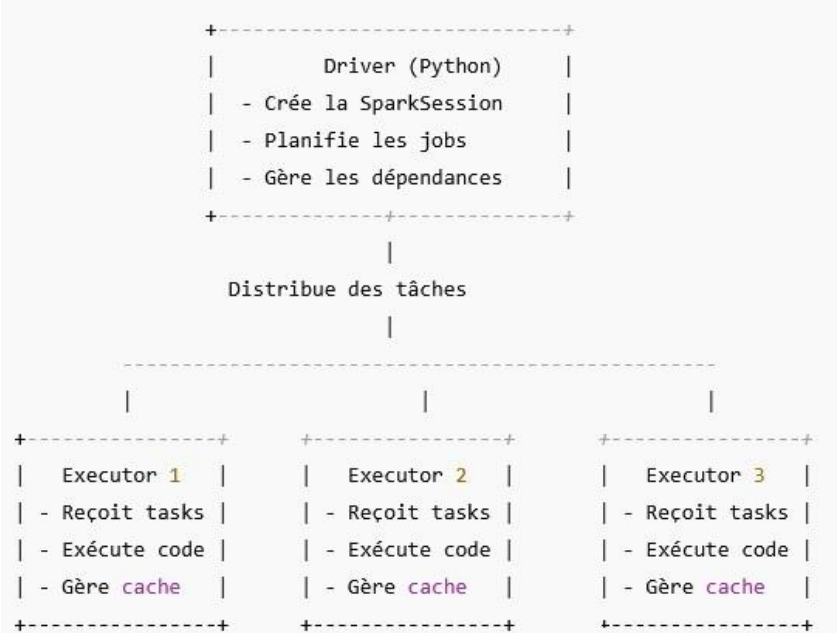 +-----------------------------+
|         Driver (Python)     |
|  - Crée la SparkSession     |
|  - Planifie les jobs        |
|  - Gère les dépendances     |
+--------------+--------------+
|
Distribue des tâches
|
--------------------------------------------------
|                        |                       |
+----------------+      +----------------+       +----------------+
|   Executor 1   |      |   Executor 2   |       |   Executor 3   |
| - Reçoit tasks |      | - Reçoit tasks |       | - Reçoit tasks |
| - Exécute code |      | - Exécute code |       | - Exécute code |
| - Gère cache   |      | - Gère cache   |       | - Gère cache   |
+----------------+      +----------------+       +----------------+